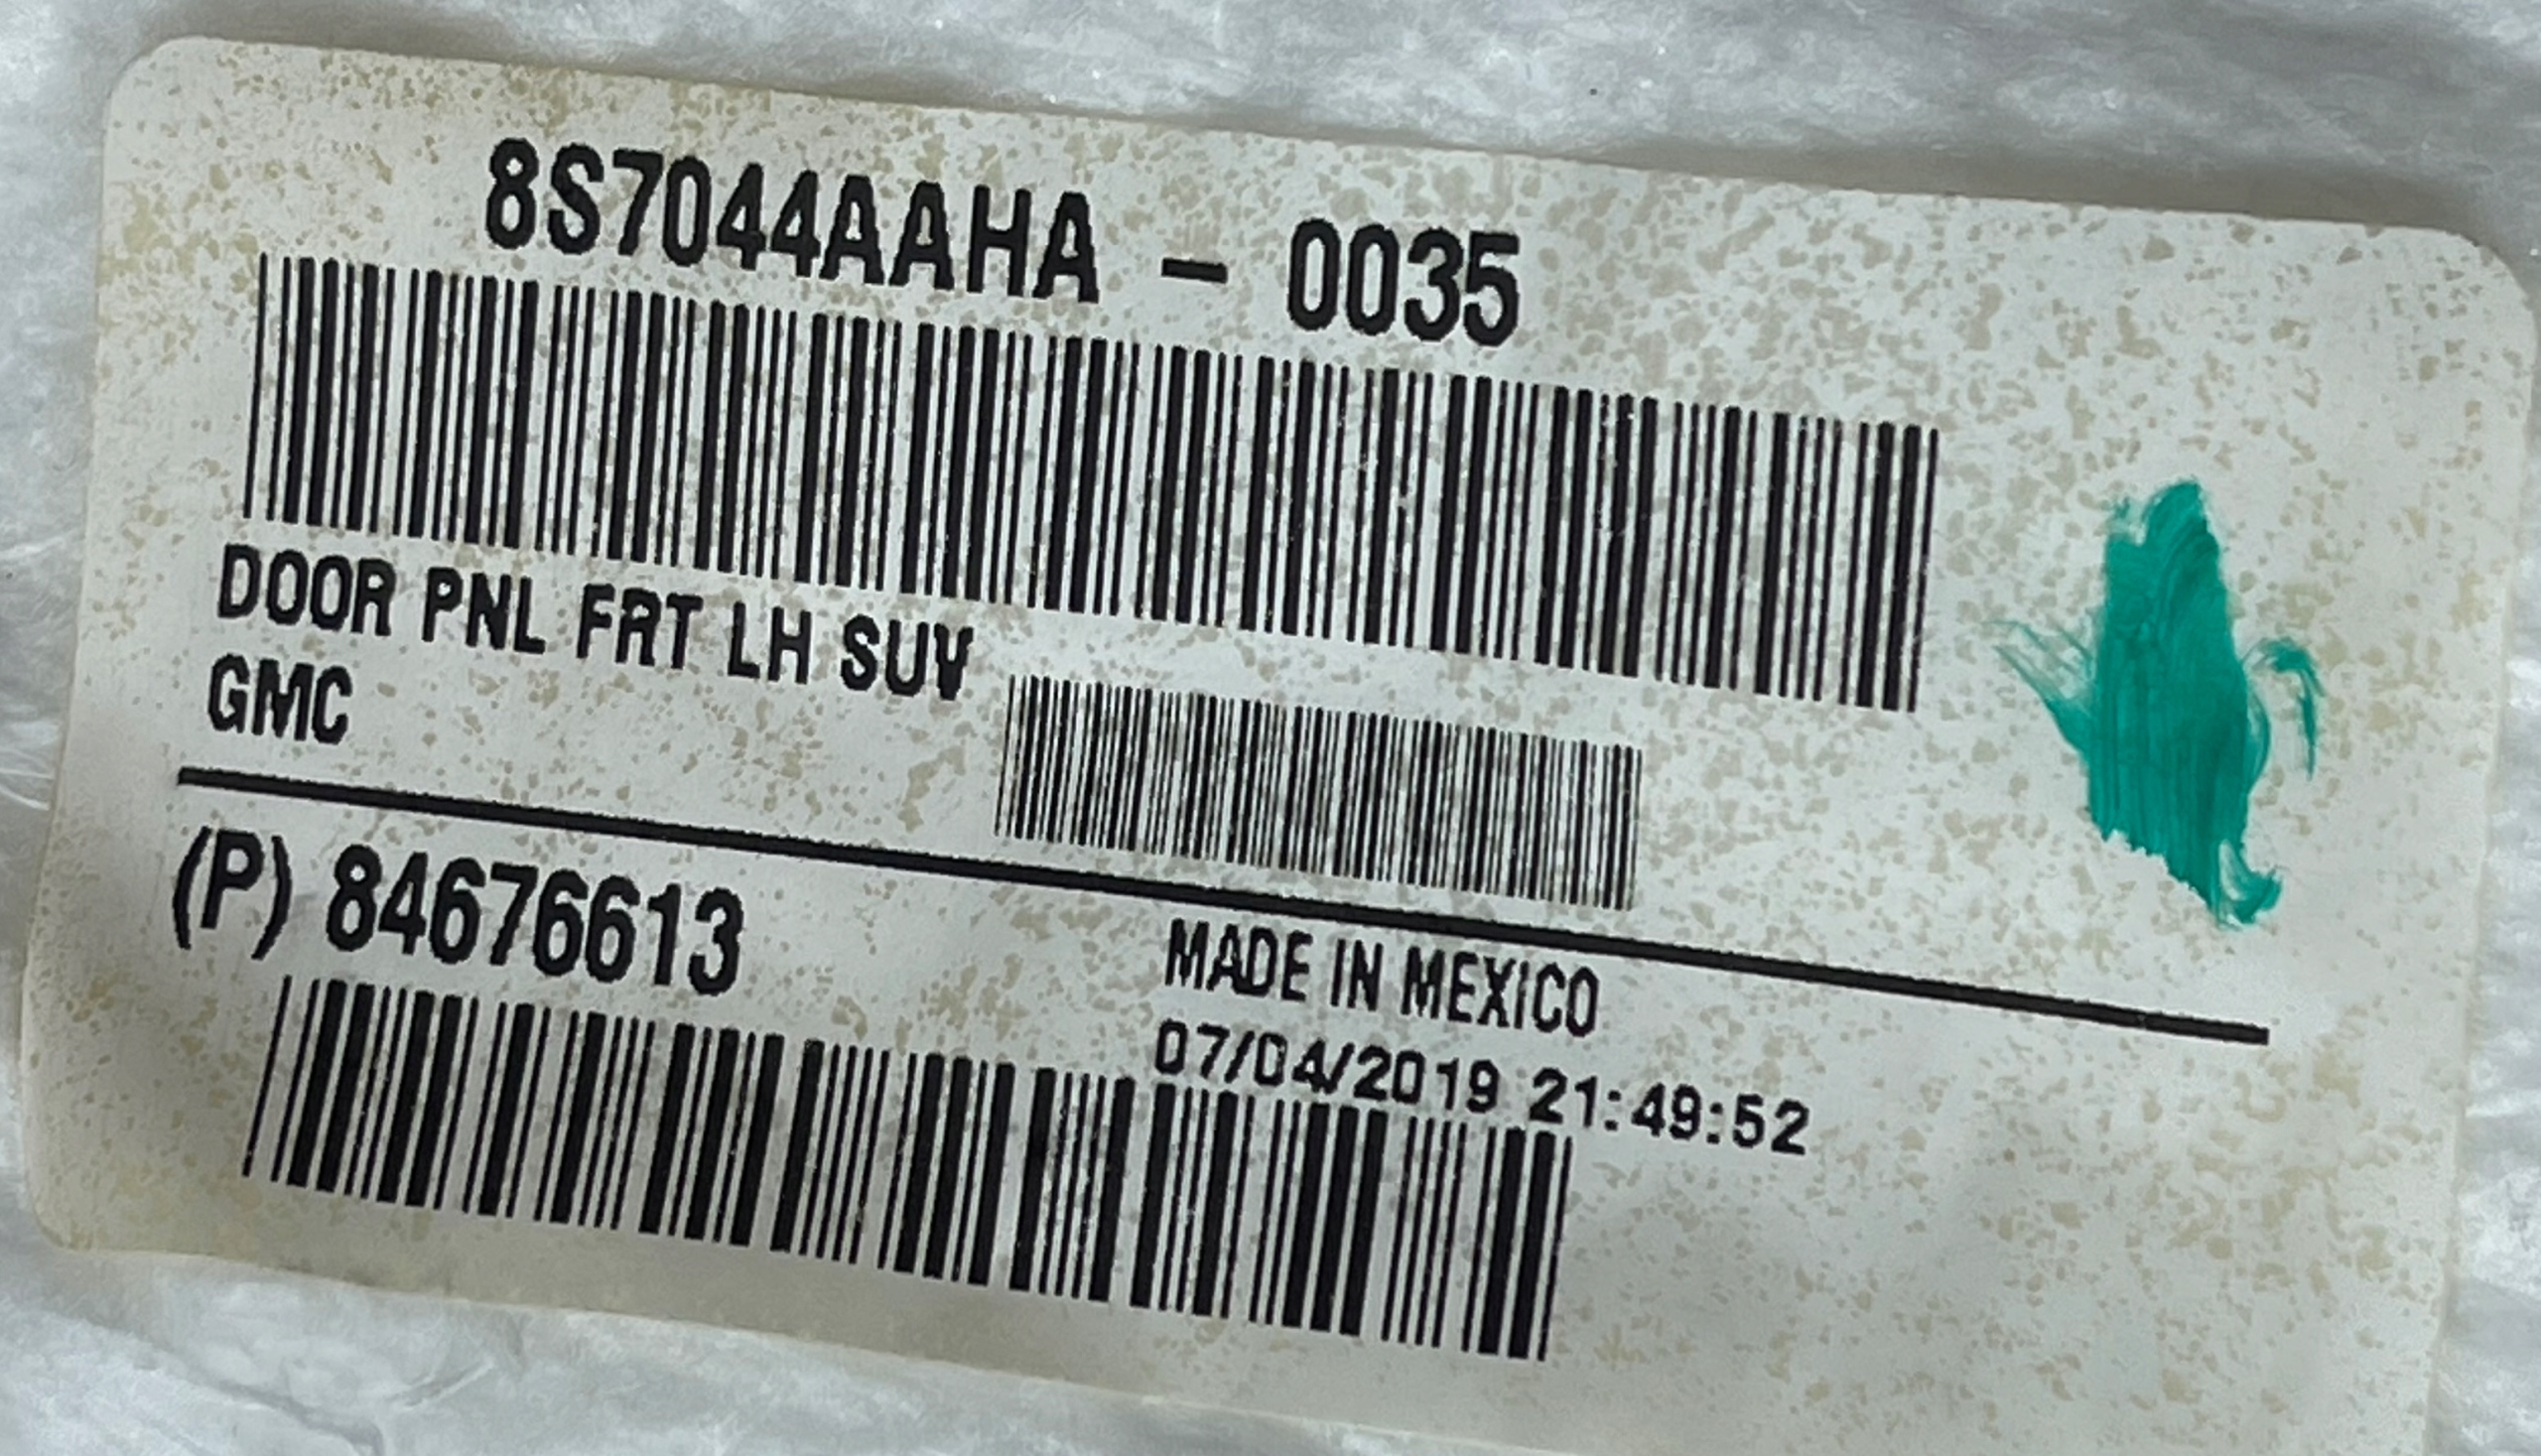 8S7044AAHA - 0035
DOOR PNL FRT LH SUV
GMC
(P) 84676613
MADE IN MEXICO
07/04/2019 21:49:52